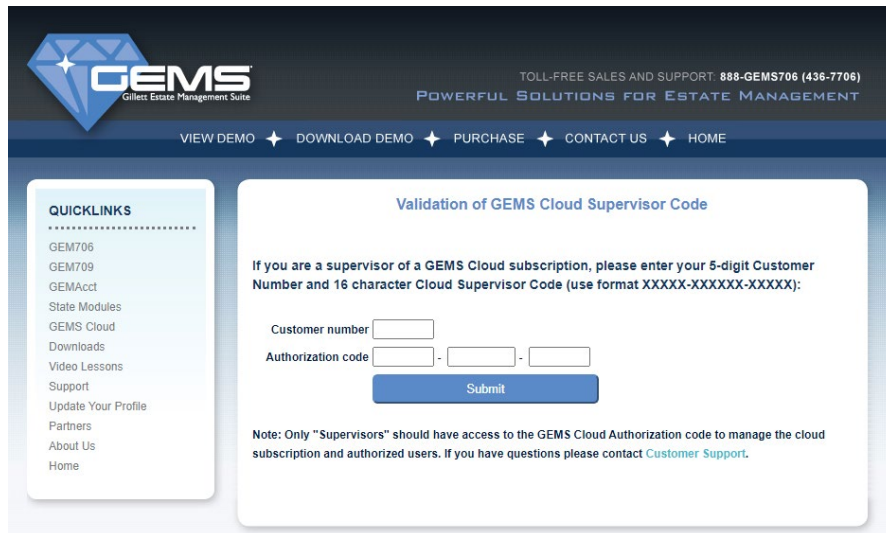 GEMS
Gillett Estate Management Suite
TOLL-FREE SALES AND SUPPORT: 888-GEMS706 (436-7706)
POWERFUL SOLUTIONS FOR ESTATE MANAGEMENT
VIEW DEMO DOWNLOAD DEMO PURCHASE CONTACT US HOME
QUICKLINKS
GEM706
GEM709
GEMAcct
State Modules
GEMS Cloud
Downloads
Video Lessons
Support
Update Your Profile
Partners
About Us
Home
Validation of GEMS Cloud Supervisor Code
If you are a supervisor of a GEMS Cloud subscription, please enter your 5-digit Customer
Number and 16 character Cloud Supervisor Code (use format XXXXX-XXXXXX-XXXXX):
Customer number
Authorization code - -
Submit
Note: Only "Supervisors" should have access to the GEMS Cloud Authorization code to manage the cloud
subscription and authorized users. If you have questions please contact Customer Support.